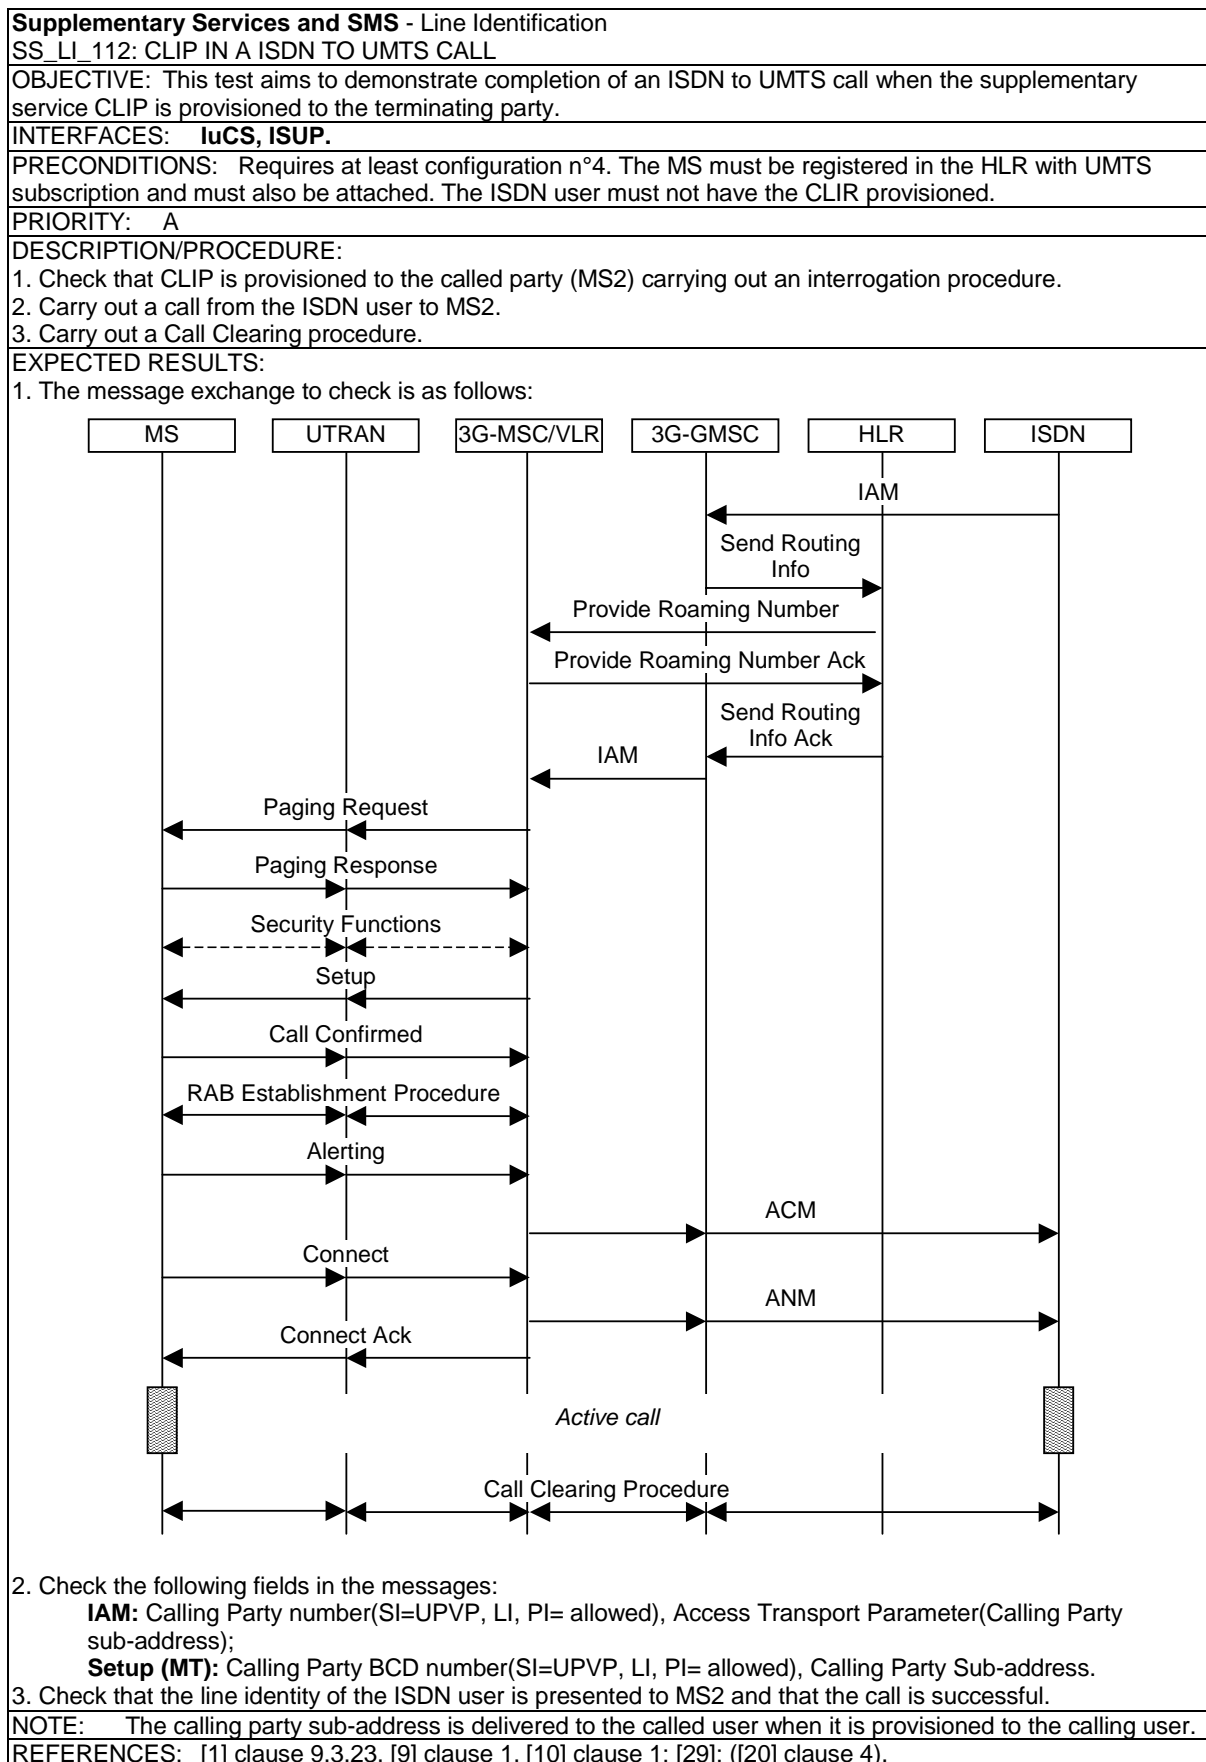 Supplementary Services and SMS - Line Identification
SS_LI_112: CLIP IN A ISDN TO UMTS CALL
OBJECTIVE: This test aims to demonstrate completion of an ISDN to UMTS call when the supplementary
service CLIP is provisioned to the terminating party.
INTERFACES: IuCS, ISUP.
PRECONDITIONS: Requires at least configuration n°4. The MS must be registered in the HLR with UMTS
subscription and must also be attached. The ISDN user must not have the CLIR provisioned.
PRIORITY: A
DESCRIPTION/PROCEDURE:
1. Check that CLIP is provisioned to the called party (MS2) carrying out an interrogation procedure.
2. Carry out a call from the ISDN user to MS2.
3. Carry out a Call Clearing procedure.
EXPECTED RESULTS:
1. The message exchange to check is as follows:
MS UTRAN 3G-MSC/VLR 3G-GMSC HLR ISDN
IAM
Send Routing
Info
Provide Roaming Number
Provide Roaming Number Ack
Send Routing
Info Ack
IAM
Paging Request
Paging Response
Security Functions
Setup
Call Confirmed
RAB Establishment Procedure
Alerting
ACM
Connect
ANM
Connect Ack
Active call
Call Clearing Procedure
2. Check the following fields in the messages:
IAM: Calling Party number(SI=UPVP, LI, PI= allowed), Access Transport Parameter(Calling Party
sub-address);
Setup (MT): Calling Party BCD number(SI=UPVP, LI, PI= allowed), Calling Party Sub-address.
3. Check that the line identity of the ISDN user is presented to MS2 and that the call is successful.
NOTE: The calling party sub-address is delivered to the called user when it is provisioned to the calling user.
REFERENCES: [1] clause 9.3.23, [9] clause 1, [10] clause 1; [29]; ([20] clause 4).